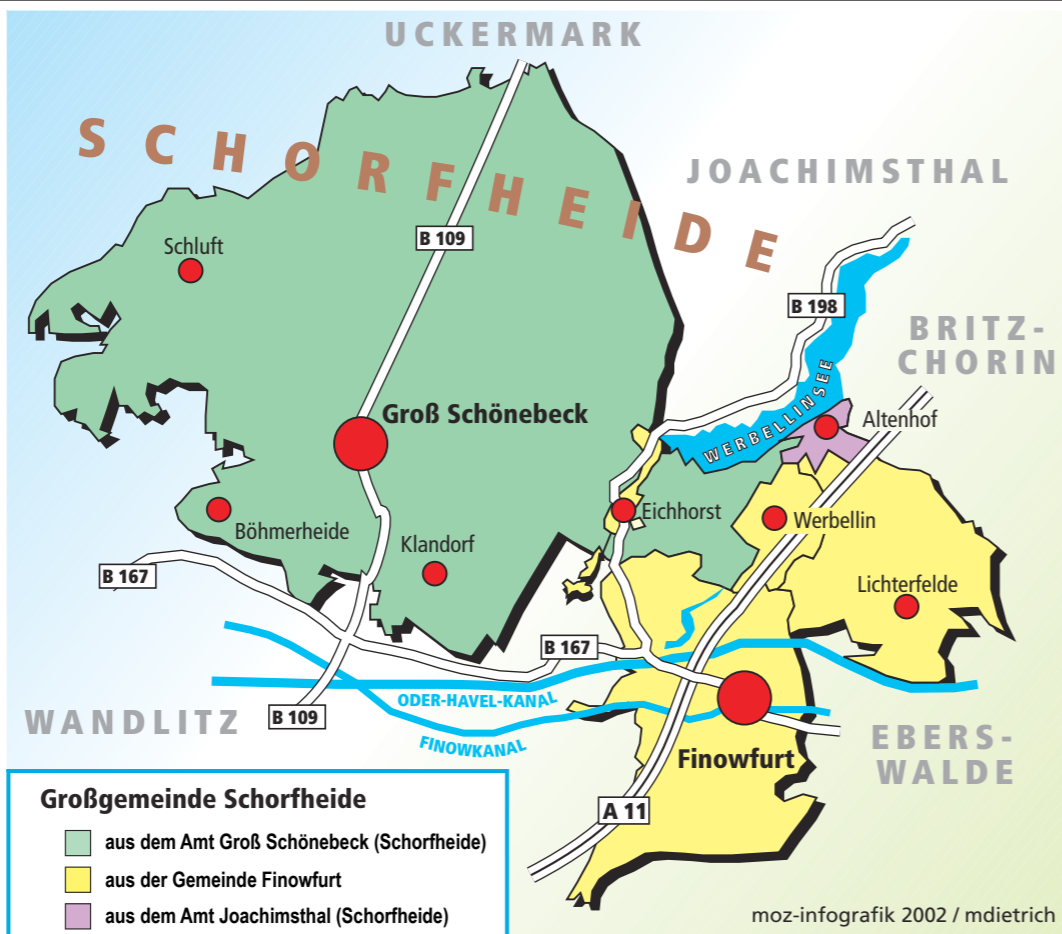 UCKERMARK
SCHORFHEIDE
JOACHIMSTHAL
Schluft
B 109
B 198
BRITZ-
CHORIN
WERBELLINSEE
Groß Schönebeck
Altenhof
Böhmerheide
Eichhorst
Werbellin
Klandorf
B 167
Lichterfelde
B 167
ODER-HAVEL-KANAL
WANDLITZ
B 109
FINOWKANAL
Finowfurt
EBERS-
WALDE
A 11
Großgemeinde Schorfheide
aus dem Amt Groß Schönebeck (Schorfheide)
aus der Gemeinde Finowfurt
aus dem Amt Joachimsthal (Schorfheide)
moz-infografik 2002 / mdietrich